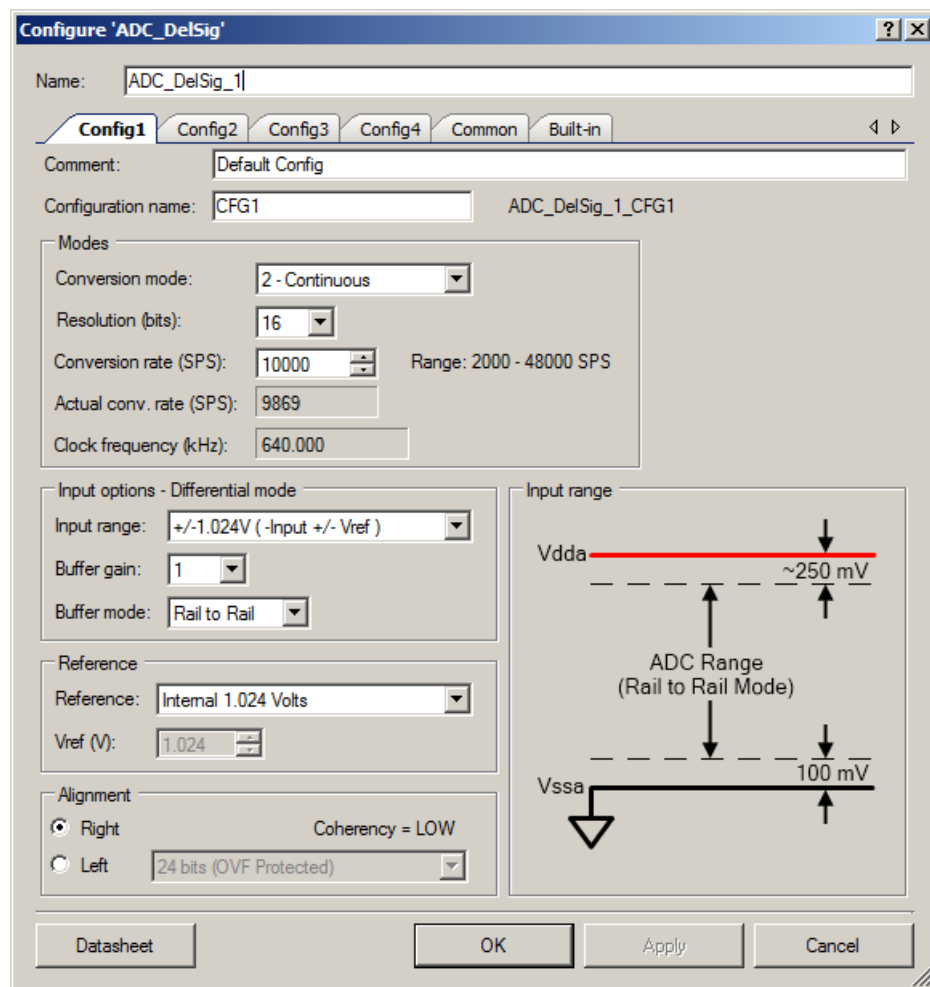 Configure 'ADC_DelSig'
Name: ADC_DelSig_1
Config1 Config2 Config3 Config4 Common Built-in
Comment: Default Config
Configuration name: CFG1 ADC_DelSig_1_CFG1
Modes
Conversion mode: 2 - Continuous
Resolution (bits): 16
Conversion rate (SPS): 10000 Range: 2000 - 48000 SPS
Actual conv. rate (SPS): 9869
Clock frequency (kHz): 640.000
Input options - Differential mode
Input range: +/-1.024V ( -Input +/- Vref )
Buffer gain: 1
Buffer mode: Rail to Rail
Input range
Vdda
~250 mV
ADC Range
(Rail to Rail Mode)
100 mV
Vssa
Reference
Reference: Internal 1.024 Volts
Vref (V): 1.024
Alignment
Right Coherency = LOW
Left 24 bits (OVF Protected)
Datasheet OK Apply Cancel